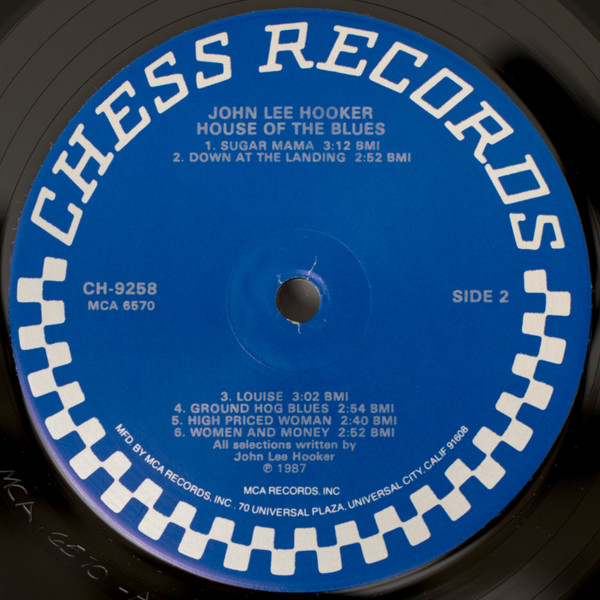 CHESS RECORDS
JOHN LEE HOOKER
HOUSE OF THE BLUES
1. SUGAR MAMA 3:12 BMI
2. DOWN AT THE LANDING 2:52 BMI
CH-9258
MCA 6570
SIDE 2
3. LOUISE 3:02 BMI
4. GROUND HOG BLUES 2:54 BMI
5. HIGH PRICED WOMAN 2:40 BMI
6. WOMEN AND MONEY 2:52 BMI
All selections written by
John Lee Hooker
℗ 1987
MCA RECORDS, INC
MFD. BY MCA RECORDS, INC. 70 UNIVERSAL PLAZA, UNIVERSAL CITY, CALIF 91608
MCA 6570 -